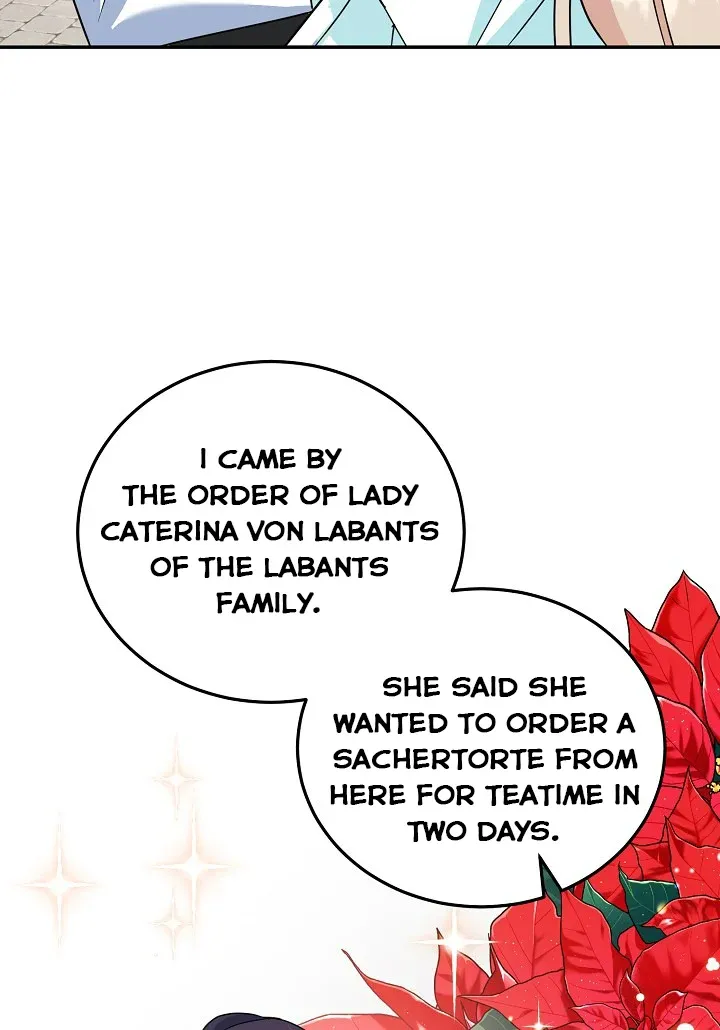 I CAME BY
THE ORDER OF LADY
CATERINA VON LABANTS
OF THE LABANTS
FAMILY.
SHE SAID SHE
WANTED TO ORDER A
SACHERTORTE FROM
HERE FOR TEATIME IN
TWO DAYS.